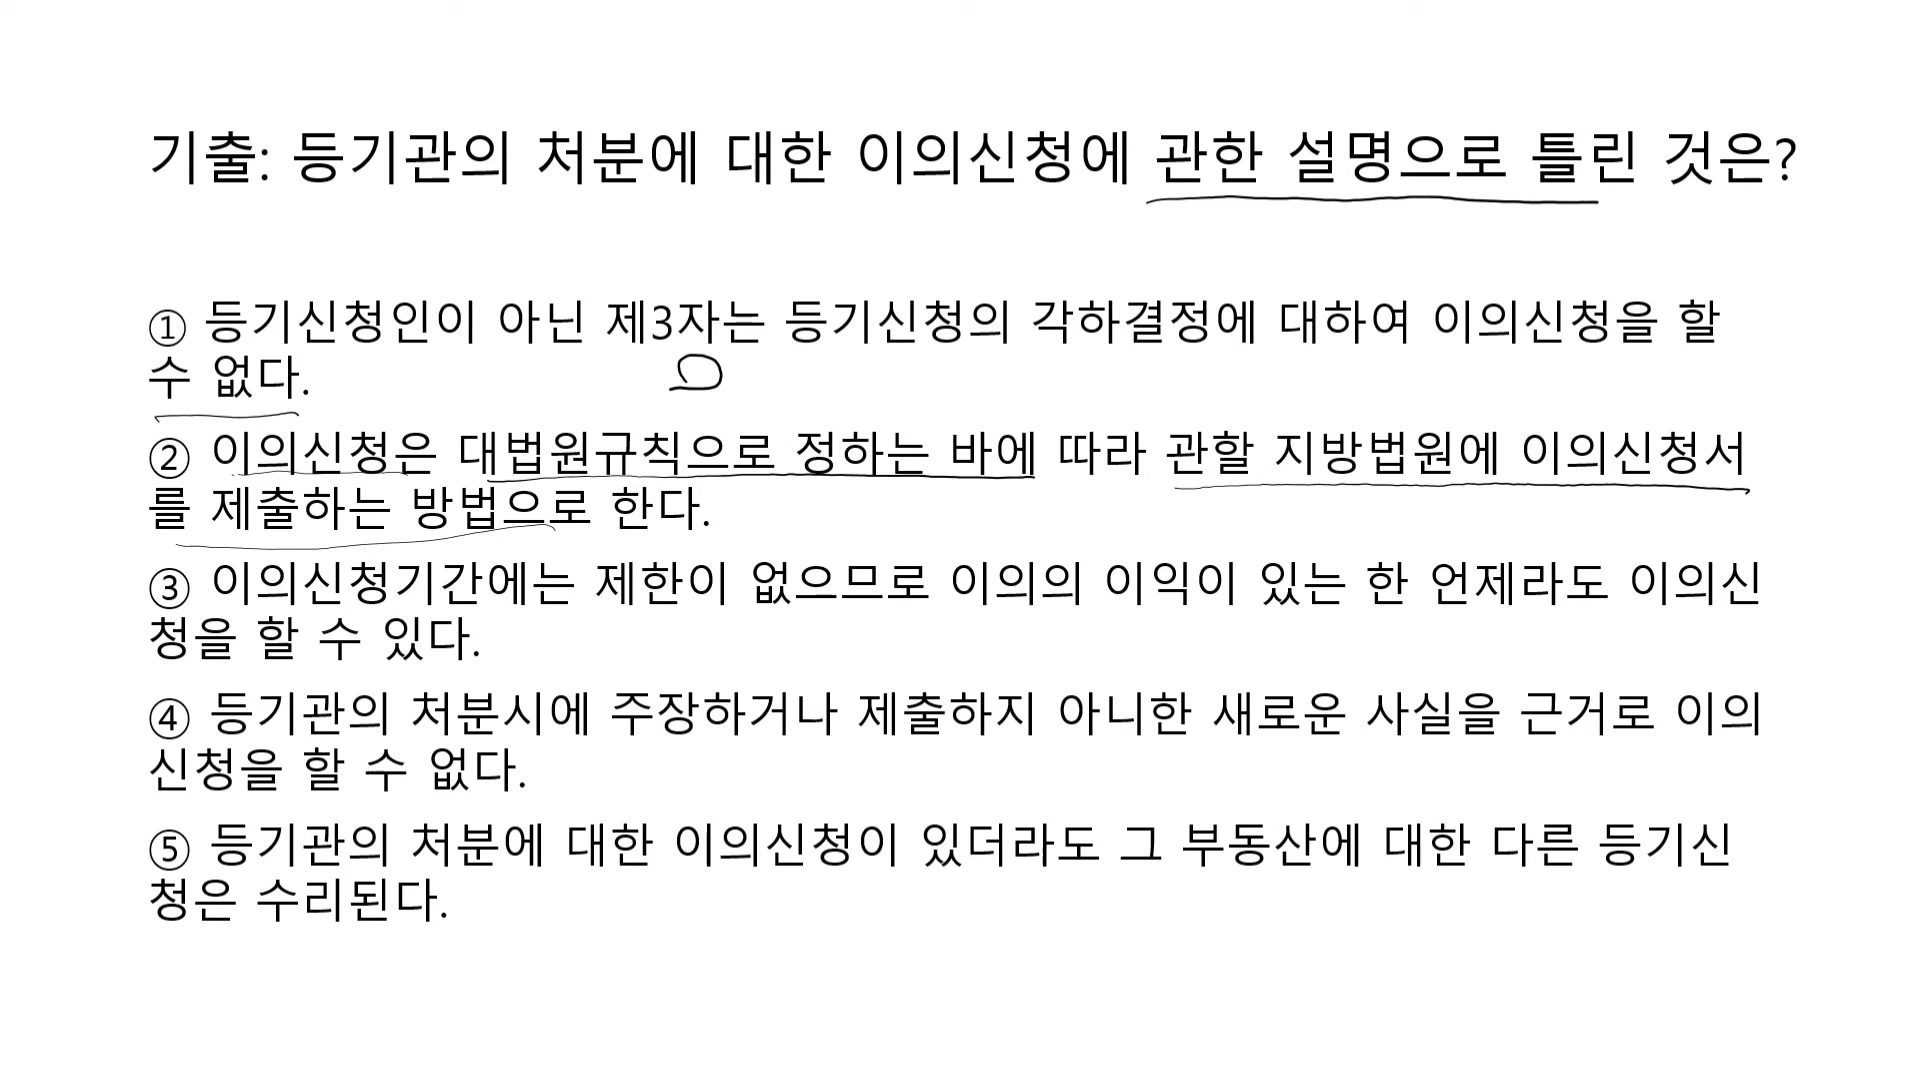 기출: 등기관의 처분에 대한 이의신청에 관한 설명으로 틀린 것은?
① 등기신청인이 아닌 제3자는 등기신청의 각하결정에 대하여 이의신청을 할
수 없다.
② 이의신청은 대법원규칙으로 정하는 바에 따라 관할 지방법원에 이의신청서
를 제출하는 방법으로 한다.
③ 이의신청기간에는 제한이 없으므로 이의의 이익이 있는 한 언제라도 이의신
청을 할 수 있다.
④ 등기관의 처분시에 주장하거나 제출하지 아니한 새로운 사실을 근거로 이의
신청을 할 수 없다.
⑤ 등기관의 처분에 대한 이의신청이 있더라도 그 부동산에 대한 다른 등기신
청은 수리된다.